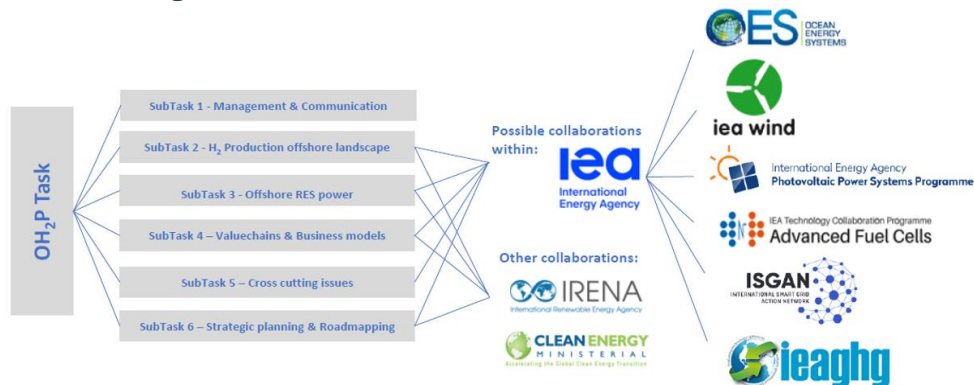 OH₂P Task
SubTask 1 - Management & Communication
SubTask 2 - H₂ Production offshore landscape
SubTask 3 - Offshore RES power
SubTask 4 – Valuechains & Business models
SubTask 5 – Cross cutting issues
SubTask 6 – Strategic planning & Roadmapping
Possible collaborations
within:
iea
International
Energy Agency
Other collaborations:
IRENA
International Renewable Energy Agency
CLEAN ENERGY
MINISTERIAL
Accelerating the Global Clean Energy Transition
OES
OCEAN
ENERGY
SYSTEMS
iea wind
International Energy Agency
Photovoltaic Power Systems Programme
IEA Technology Collaboration Programme
Advanced Fuel Cells
ISGAN
INTERNATIONAL SMART GRID
ACTION NETWORK
ieaghg